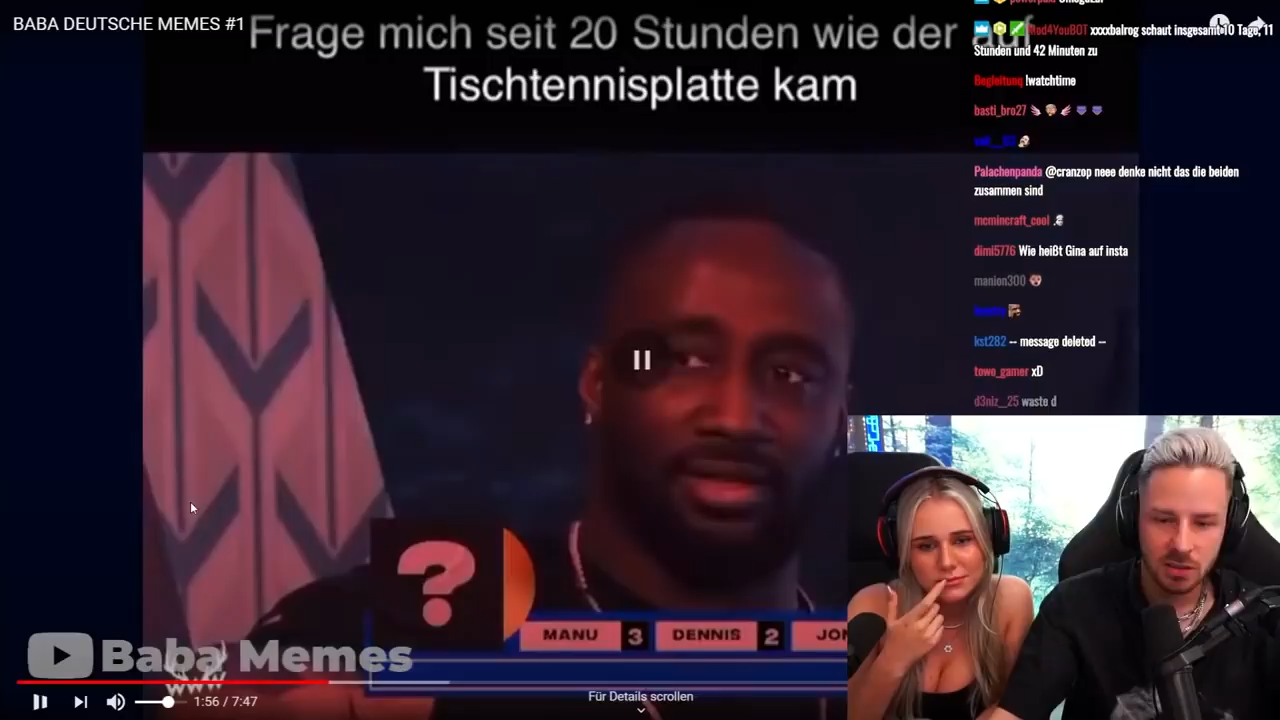 BABA DEUTSCHE MEMES #1
Frage mich seit 20 Stunden wie der auf
Tischtennisplatte kam
Mod4YouBOT xxxxbalrog schaut insgesamt 10 Tage, 11
Stunden und 42 Minuten zu
Begleitung !watchtime
basti_bro27
Palachenpanda @cranzop neee denke nicht das die beiden
zusammen sind
mcmincraft_cool
dimi5776 Wie heißt Gina auf insta
manion300
kst282 -- message deleted --
towe_gamer xD
d3niz__25 waste d
?
MANU 3 DENNIS 2
Baba Memes
1:56 / 7:47
Für Details scrollen